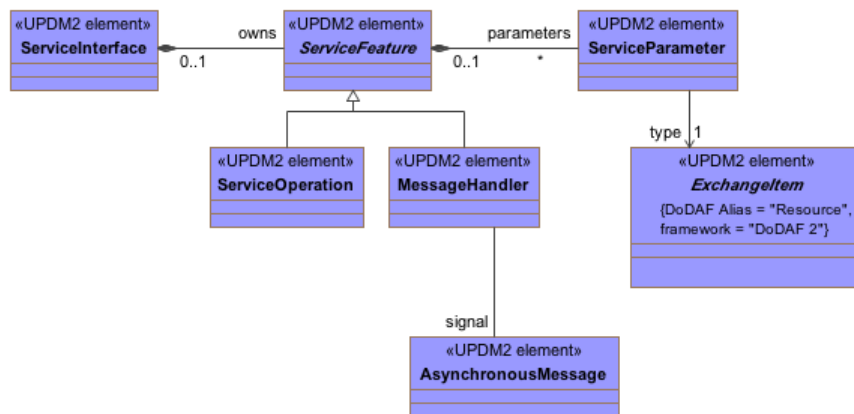 «UPDM2 element»
ServiceInterface
owns
0..1
«UPDM2 element»
ServiceFeature
parameters
0..1
*
«UPDM2 element»
ServiceParameter
type 1
«UPDM2 element»
ServiceOperation
«UPDM2 element»
MessageHandler
«UPDM2 element»
ExchangeItem
{DoDAF Alias = "Resource",
framework = "DoDAF 2"}
signal
«UPDM2 element»
AsynchronousMessage